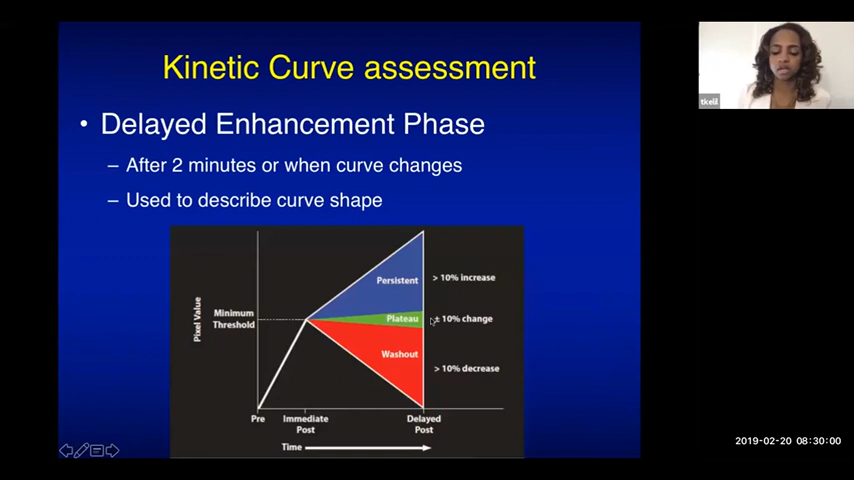 Kinetic Curve assessment
• Delayed Enhancement Phase
– After 2 minutes or when curve changes
– Used to describe curve shape
Persistent
> 10% increase
Pixel Value
Minimum
Threshold
Plateau
± 10% change
Washout
> 10% decrease
Pre
Immediate
Post
Delayed
Post
Time
tkelil
2019-02-20 08:30:00